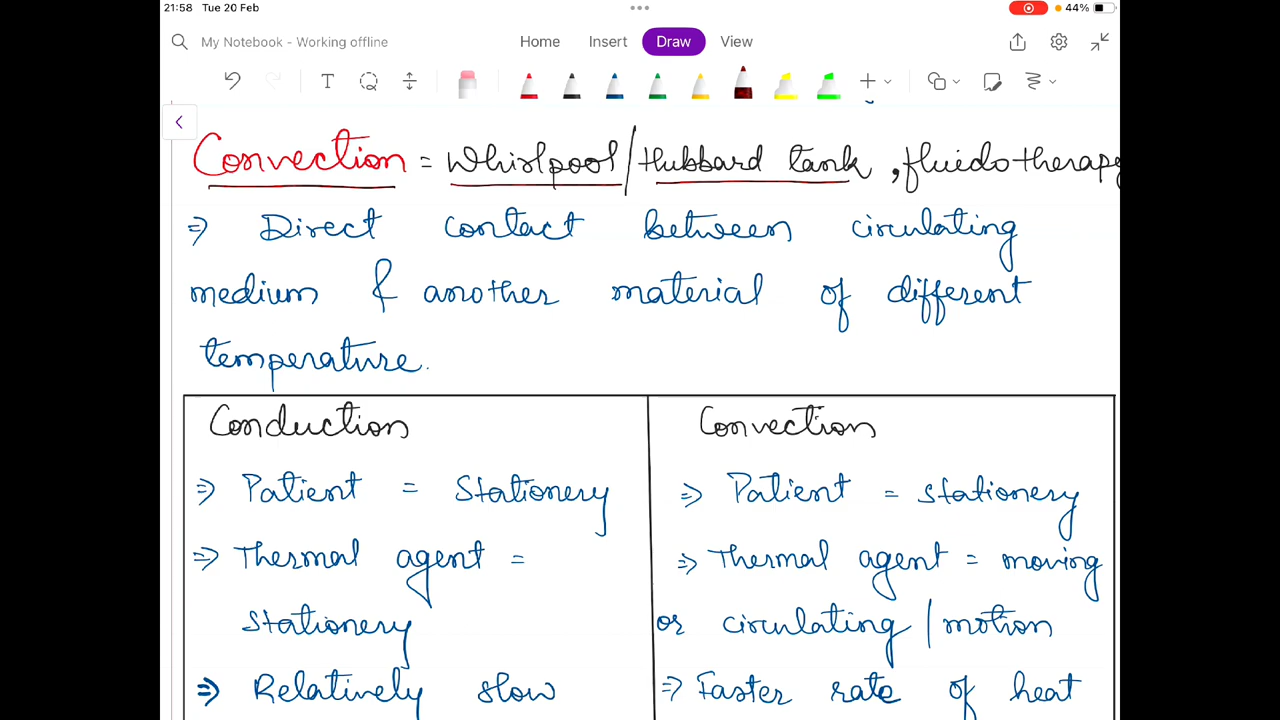 21:58 Tue 20 Feb
44%
My Notebook - Working offline
Home Insert Draw View
T
Convection = Whirlpool / Hubbard tank, fluidotherapy
⇒ Direct contact between circulating
medium & another material of different
temperature.
Conduction
⇒ Patient = Stationery
⇒ Thermal agent =
Stationery
⇒ Relatively slow
Convection
⇒ Patient = stationery
⇒ Thermal agent = moving
or circulating / motion
⇒ Faster rate of heat